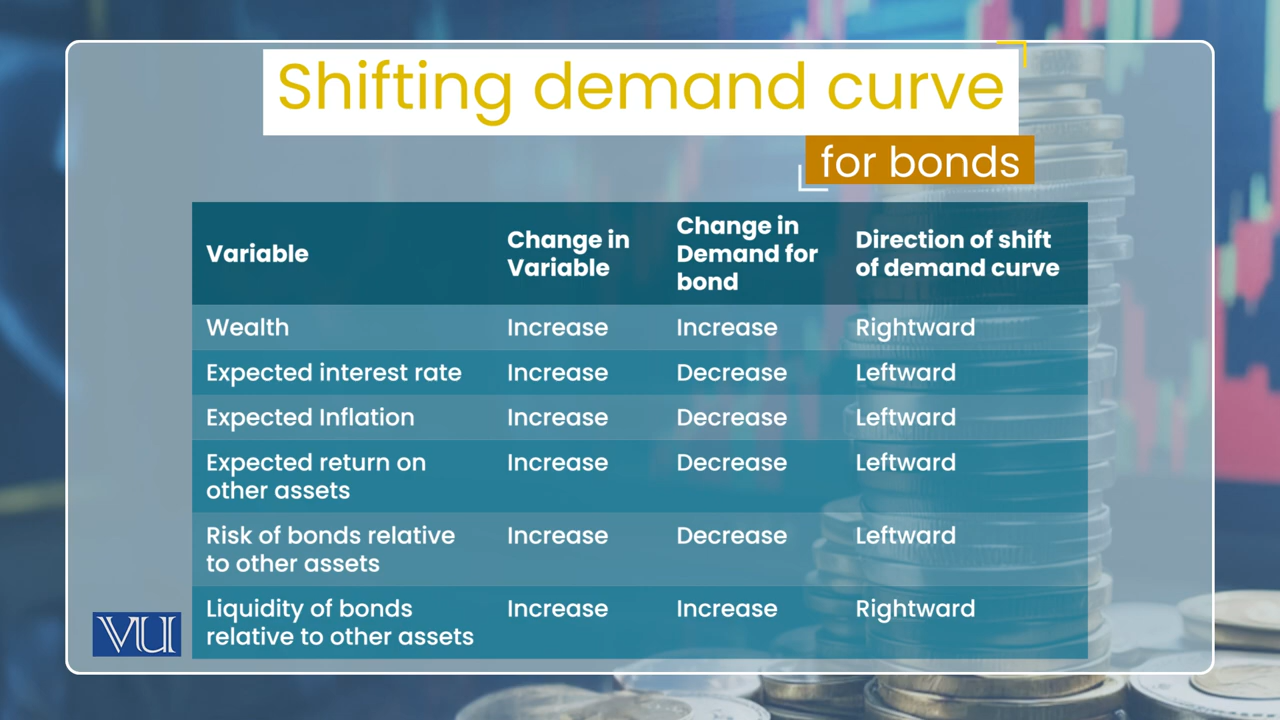 Shifting demand curve
for bonds
Variable
Change in
Variable
Change in
Demand for
bond
Direction of shift
of demand curve
Wealth Increase Increase Rightward
Expected interest rate Increase Decrease Leftward
Expected Inflation Increase Decrease Leftward
Expected return on
other assets
Increase Decrease Leftward
Risk of bonds relative
to other assets
Increase Decrease Leftward
Liquidity of bonds
relative to other assets
Increase Increase Rightward
VU